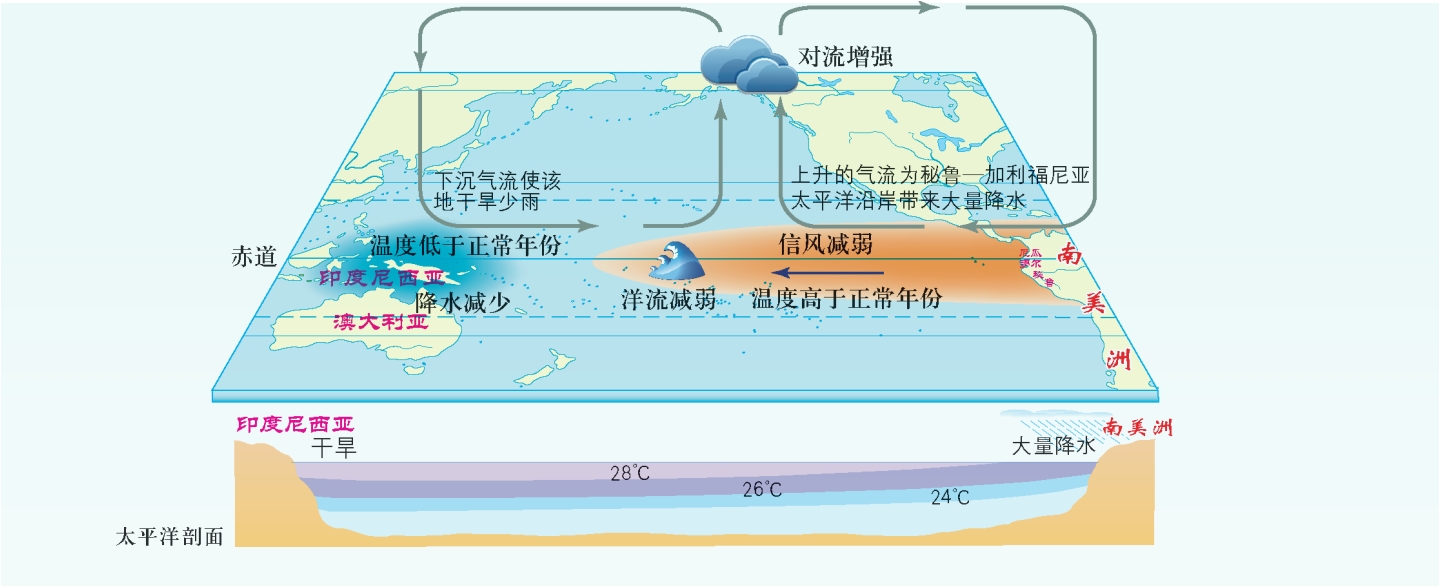 对流增强
下沉气流使该
地干旱少雨
上升的气流为秘鲁—加利福尼亚
太平洋沿岸带来大量降水
赤道
温度低于正常年份
信风减弱
印度尼西亚
降水减少
洋流减弱
温度高于正常年份
澳大利亚
厄瓜尔
秘鲁
南美洲
印度尼西亚
干旱
大量降水
南美洲
28℃
26℃
24℃
太平洋剖面